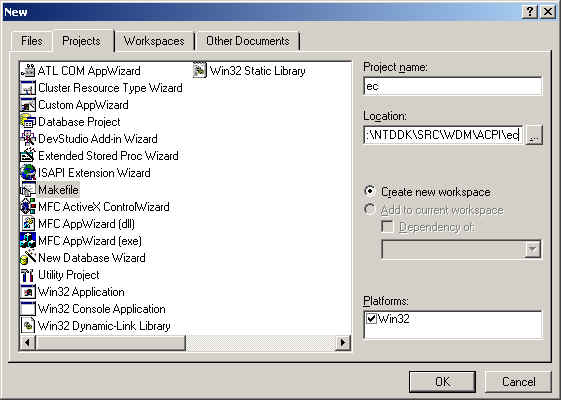 New
Files Projects Workspaces Other Documents
ATL COM AppWizard
Cluster Resource Type Wizard
Custom AppWizard
Database Project
DevStudio Add-in Wizard
Extended Stored Proc Wizard
ISAPI Extension Wizard
Makefile
MFC ActiveX ControlWizard
MFC AppWizard (dll)
MFC AppWizard (exe)
New Database Wizard
Utility Project
Win32 Application
Win32 Console Application
Win32 Dynamic-Link Library
Win32 Static Library
Project name:
ec
Location:
:\NTDDK\SRC\WDM\ACPI\ec
...
Create new workspace
Add to current workspace
Dependency of:
Platforms:
Win32
OK Cancel